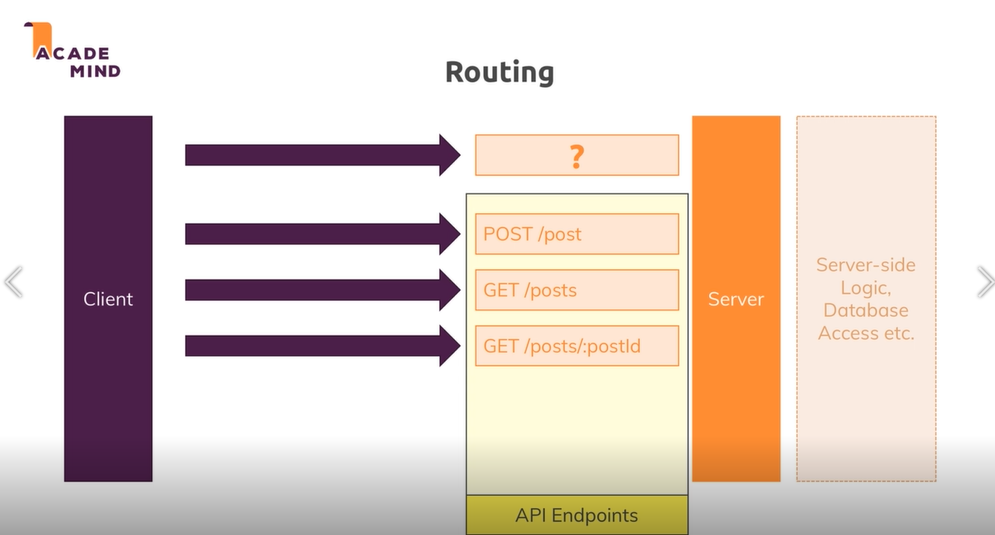 ACADE
MIND
Routing
Client
?
POST /post
GET /posts
GET /posts/:postId
API Endpoints
Server
Server-side
Logic,
Database
Access etc.